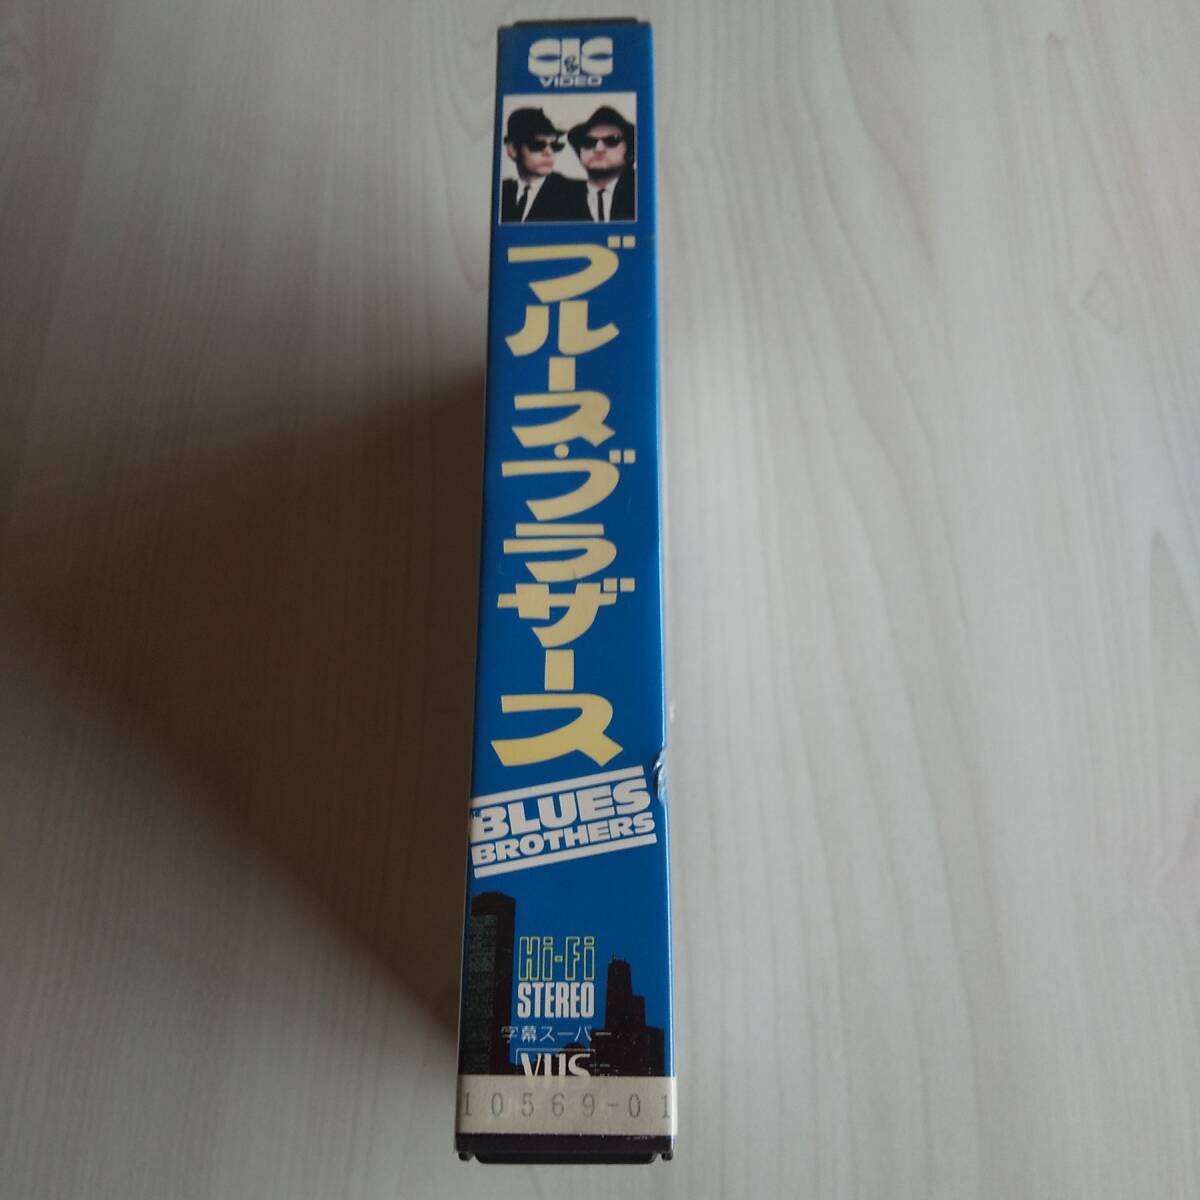 CIC
VIDEO
ブルース・ブラザース
BLUES
BROTHERS
Hi-Fi
STEREO
字幕スーパー
VHS
10569-01